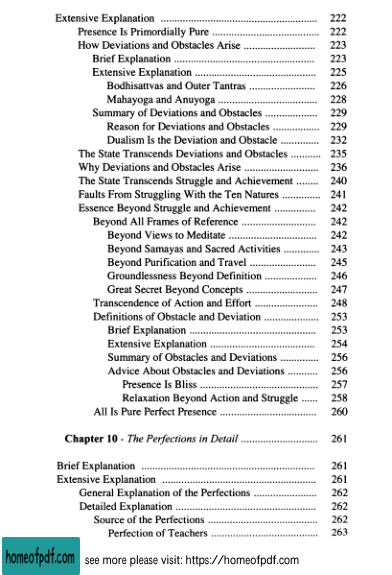 Extensive Explanation ........ 222
Presence Is Primordially Pure ........ 222
How Deviations and Obstacles Arise ........ 223
Brief Explanation ........ 223
Extensive Explanation ........ 225
Bodhisattvas and Outer Tantras ........ 226
Mahayoga and Anuyoga ........ 228
Summary of Deviations and Obstacles ........ 229
Reason for Deviations and Obstacles ........ 229
Dualism Is the Deviation and Obstacle ........ 232
The State Transcends Deviations and Obstacles ........ 235
Why Deviations and Obstacles Arise ........ 236
The State Transcends Struggle and Achievement ........ 240
Faults From Struggling With the Ten Natures ........ 241
Essence Beyond Struggle and Achievement ........ 242
Beyond All Frames of Reference ........ 242
Beyond Views to Meditate ........ 242
Beyond Samayas and Sacred Activities ........ 243
Beyond Purification and Travel ........ 245
Groundlessness Beyond Definition ........ 246
Great Secret Beyond Concepts ........ 247
Transcendence of Action and Effort ........ 248
Definitions of Obstacle and Deviation ........ 253
Brief Explanation ........ 253
Extensive Explanation ........ 254
Summary of Obstacles and Deviations ........ 256
Advice About Obstacles and Deviations ........ 256
Presence Is Bliss ........ 257
Relaxation Beyond Action and Struggle ........ 258
All Is Pure Perfect Presence ........ 260
Chapter 10 - The Perfections in Detail ........ 261
Brief Explanation ........ 261
Extensive Explanation ........ 261
General Explanation of the Perfections ........ 262
Detailed Explanation ........ 262
Source of the Perfections ........ 262
Perfection of Teachers ........ 263
homeofpdf.com see more please visit: https://homeofpdf.com